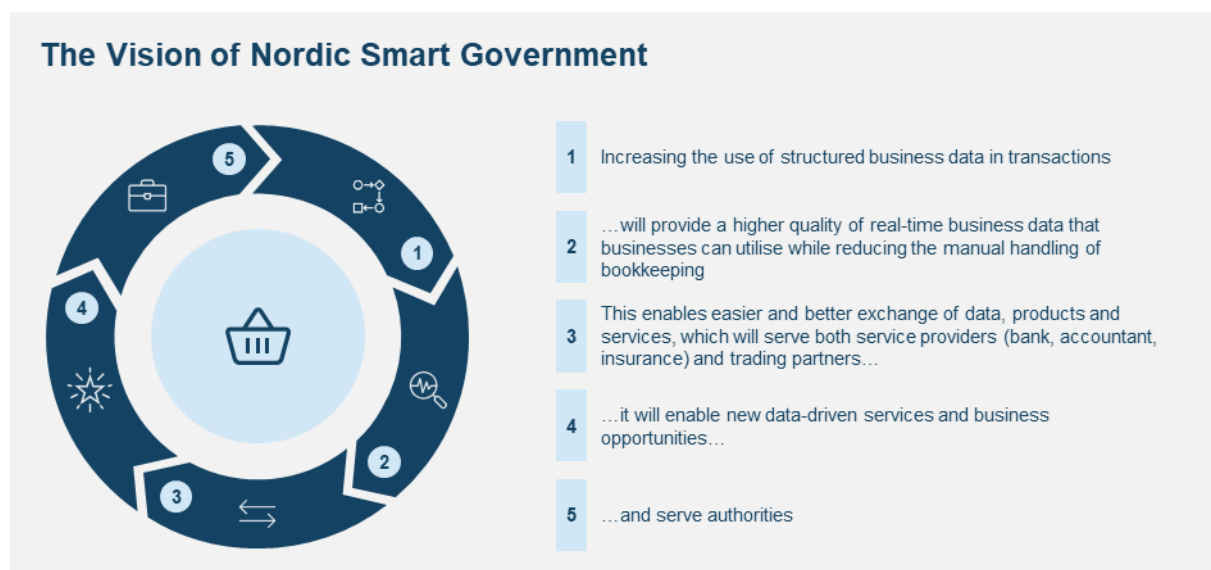 The Vision of Nordic Smart Government
5
1
4
2
3
1 Increasing the use of structured business data in transactions
…will provide a higher quality of real-time business data that
2 businesses can utilise while reducing the manual handling of
bookkeeping
This enables easier and better exchange of data, products and
3 services, which will serve both service providers (bank, accountant,
insurance) and trading partners…
4 …it will enable new data-driven services and business
opportunities…
5 …and serve authorities